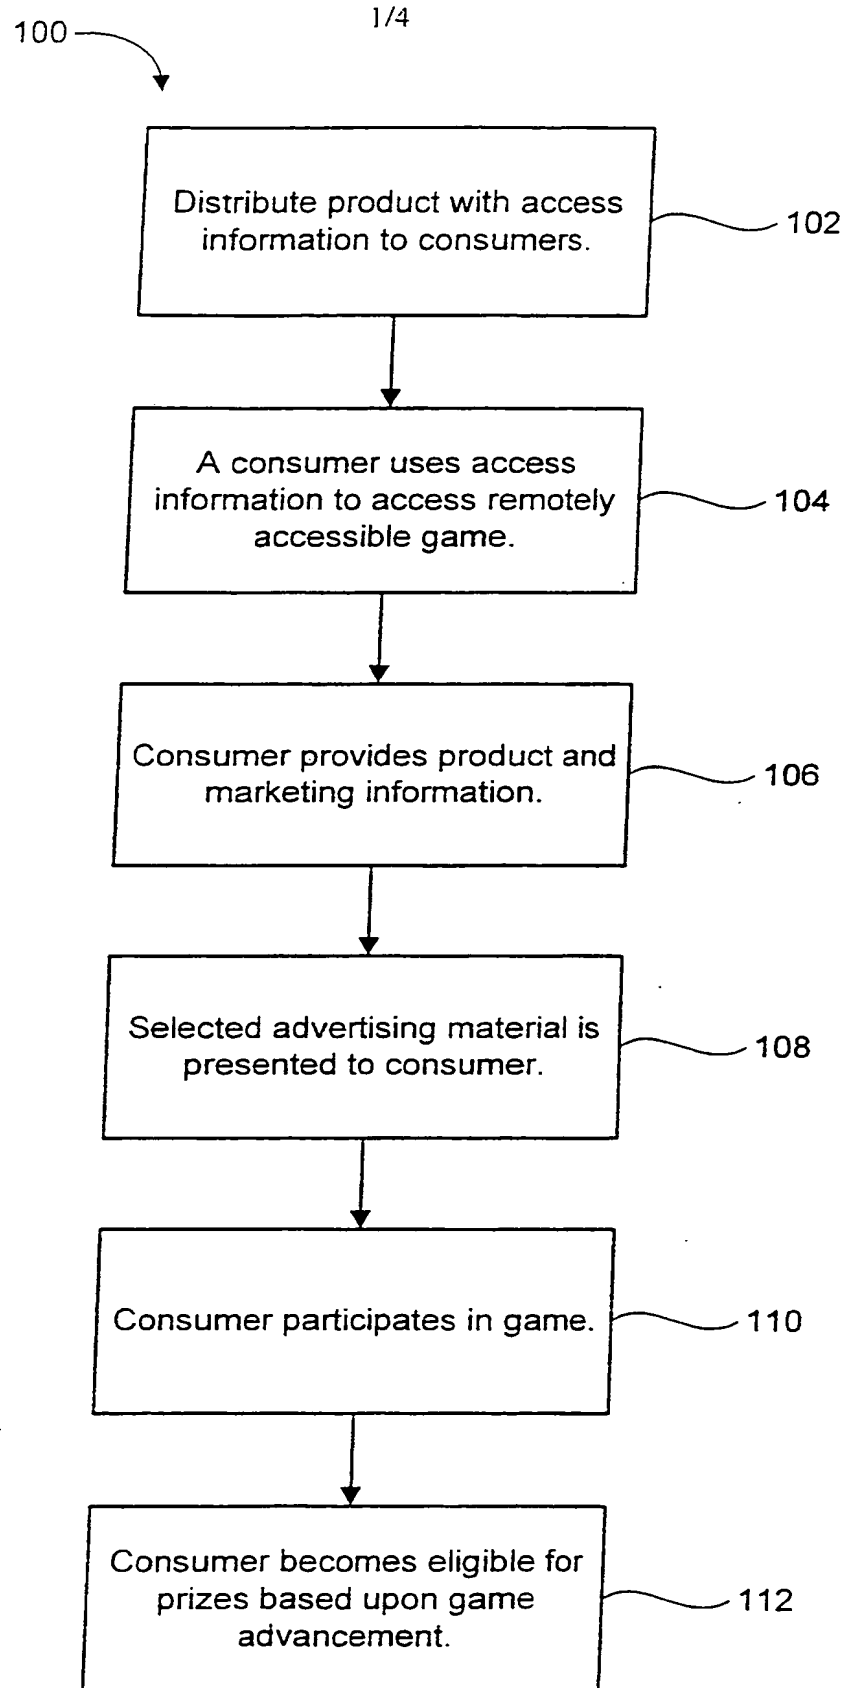 1/4
100
Distribute product with access
information to consumers.
102
A consumer uses access
information to access remotely
accessible game.
104
Consumer provides product and
marketing information.
106
Selected advertising material is
presented to consumer.
108
Consumer participates in game.
110
Consumer becomes eligible for
prizes based upon game
advancement.
112